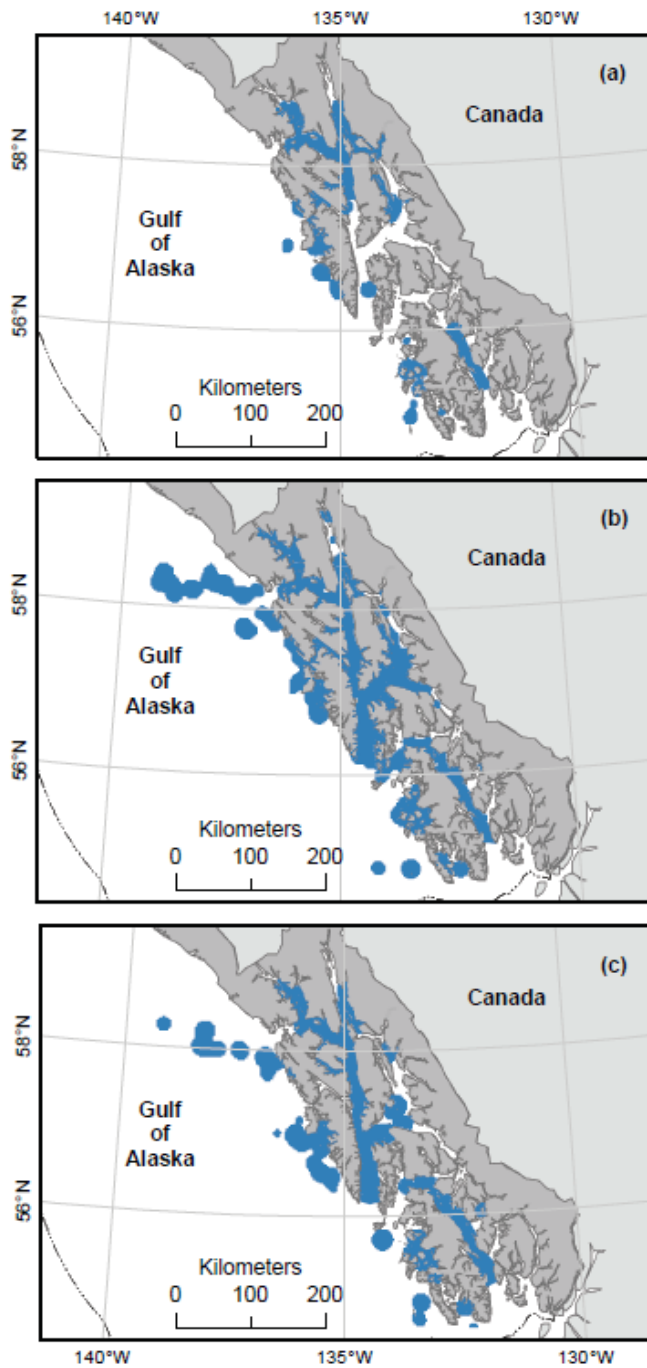 140°W 135°W 130°W
(a)
Canada
58°N
Gulf
of
Alaska
56°N
Kilometers
0 100 200
(b)
Canada
58°N
Gulf
of
Alaska
56°N
Kilometers
0 100 200
(c)
Canada
58°N
Gulf
of
Alaska
56°N
Kilometers
0 100 200
140°W 135°W 130°W